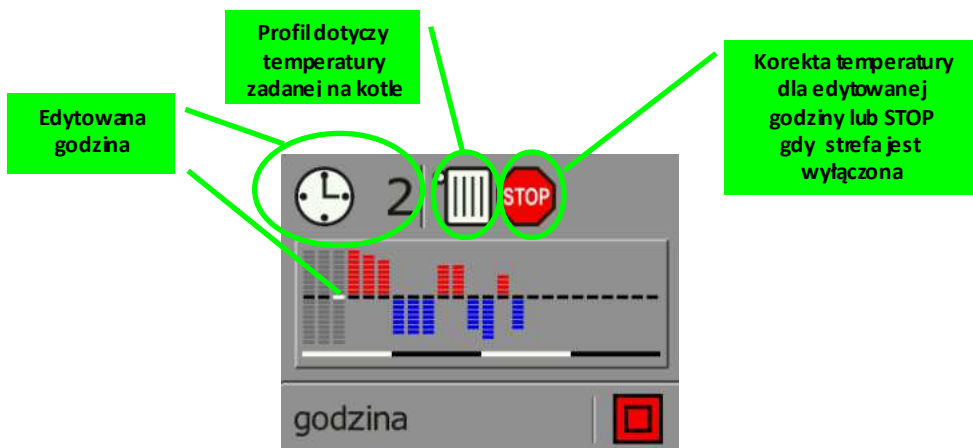 Profil dotyczy
temperatury
zadanej na kotle
Korekta temperatury
dla edytowanej
godziny lub STOP
gdy strefa jest
wyłączona
Edytowana
godzina
2
STOP
godzina